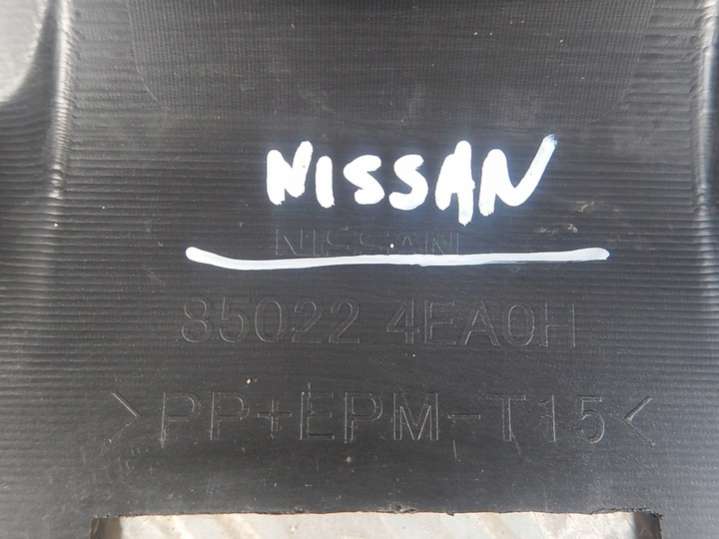 NISSAN
NISSAN
85022 4EA0H
>PP+EPM-T15<